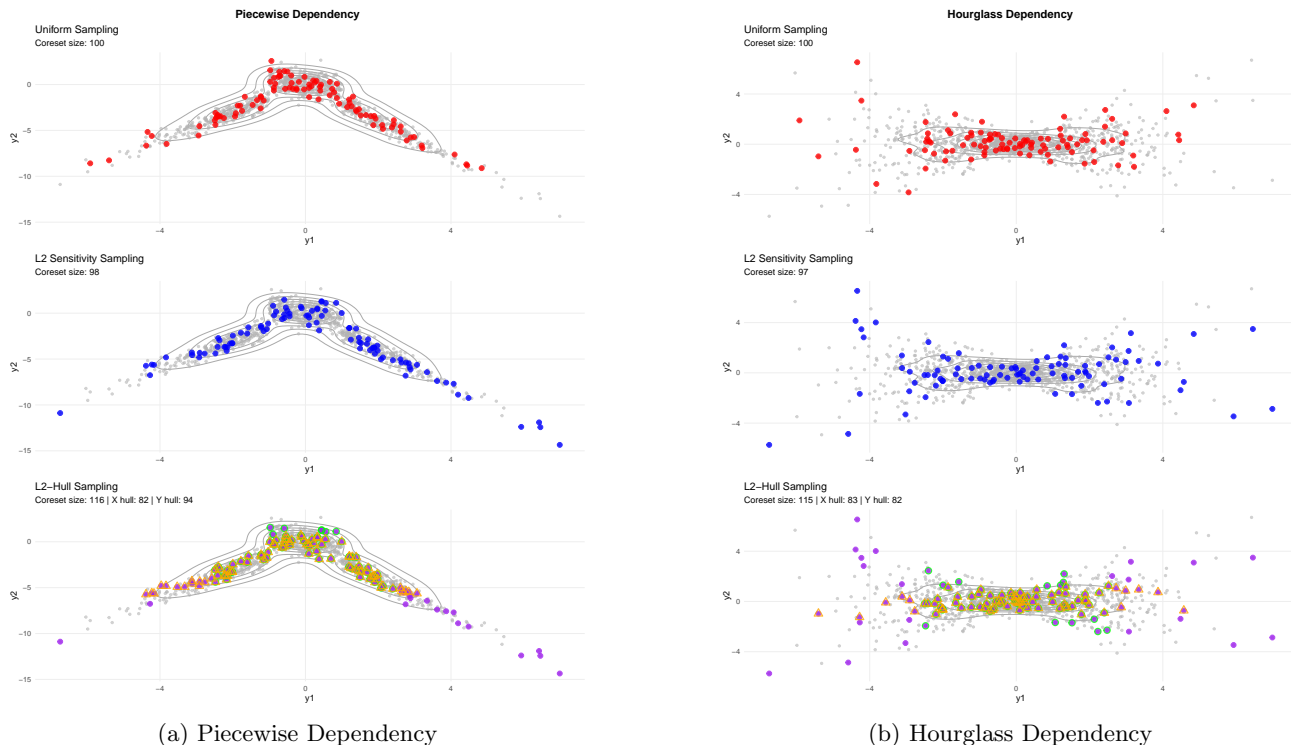 Piecewise Dependency
Uniform Sampling
Coreset size: 100
0
−5
−10
−15
y2
−4
0
4
y1
L2 Sensitivity Sampling
Coreset size: 98
0
−5
−10
−15
y2
−4
0
4
y1
L2−Hull Sampling
Coreset size: 116 | X hull: 82 | Y hull: 94
0
−5
−10
−15
y2
−4
0
4
y1
(a) Piecewise Dependency
Hourglass Dependency
Uniform Sampling
Coreset size: 100
4
0
−4
y2
−4
0
4
y1
L2 Sensitivity Sampling
Coreset size: 97
4
0
−4
y2
−4
0
4
y1
L2−Hull Sampling
Coreset size: 115 | X hull: 83 | Y hull: 82
4
0
−4
y2
−4
0
4
y1
(b) Hourglass Dependency